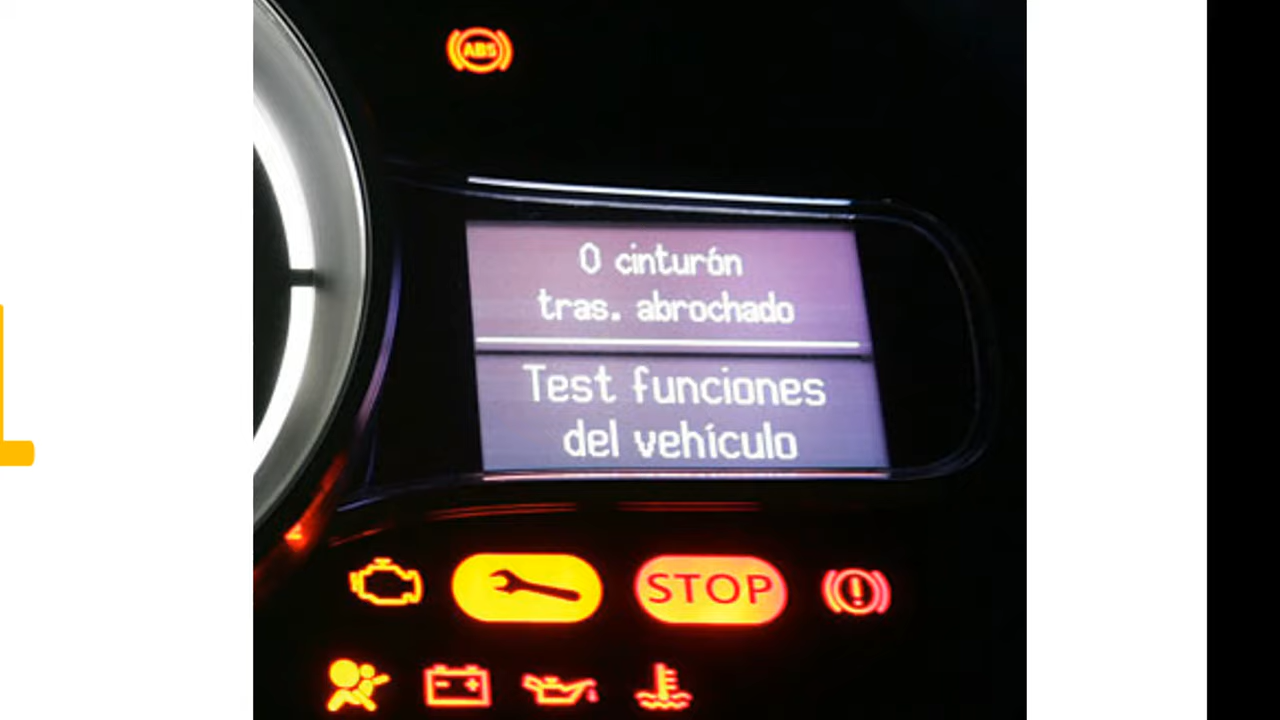 ABS
0 cinturón
tras. abrochado
Test funciones
del vehículo
STOP